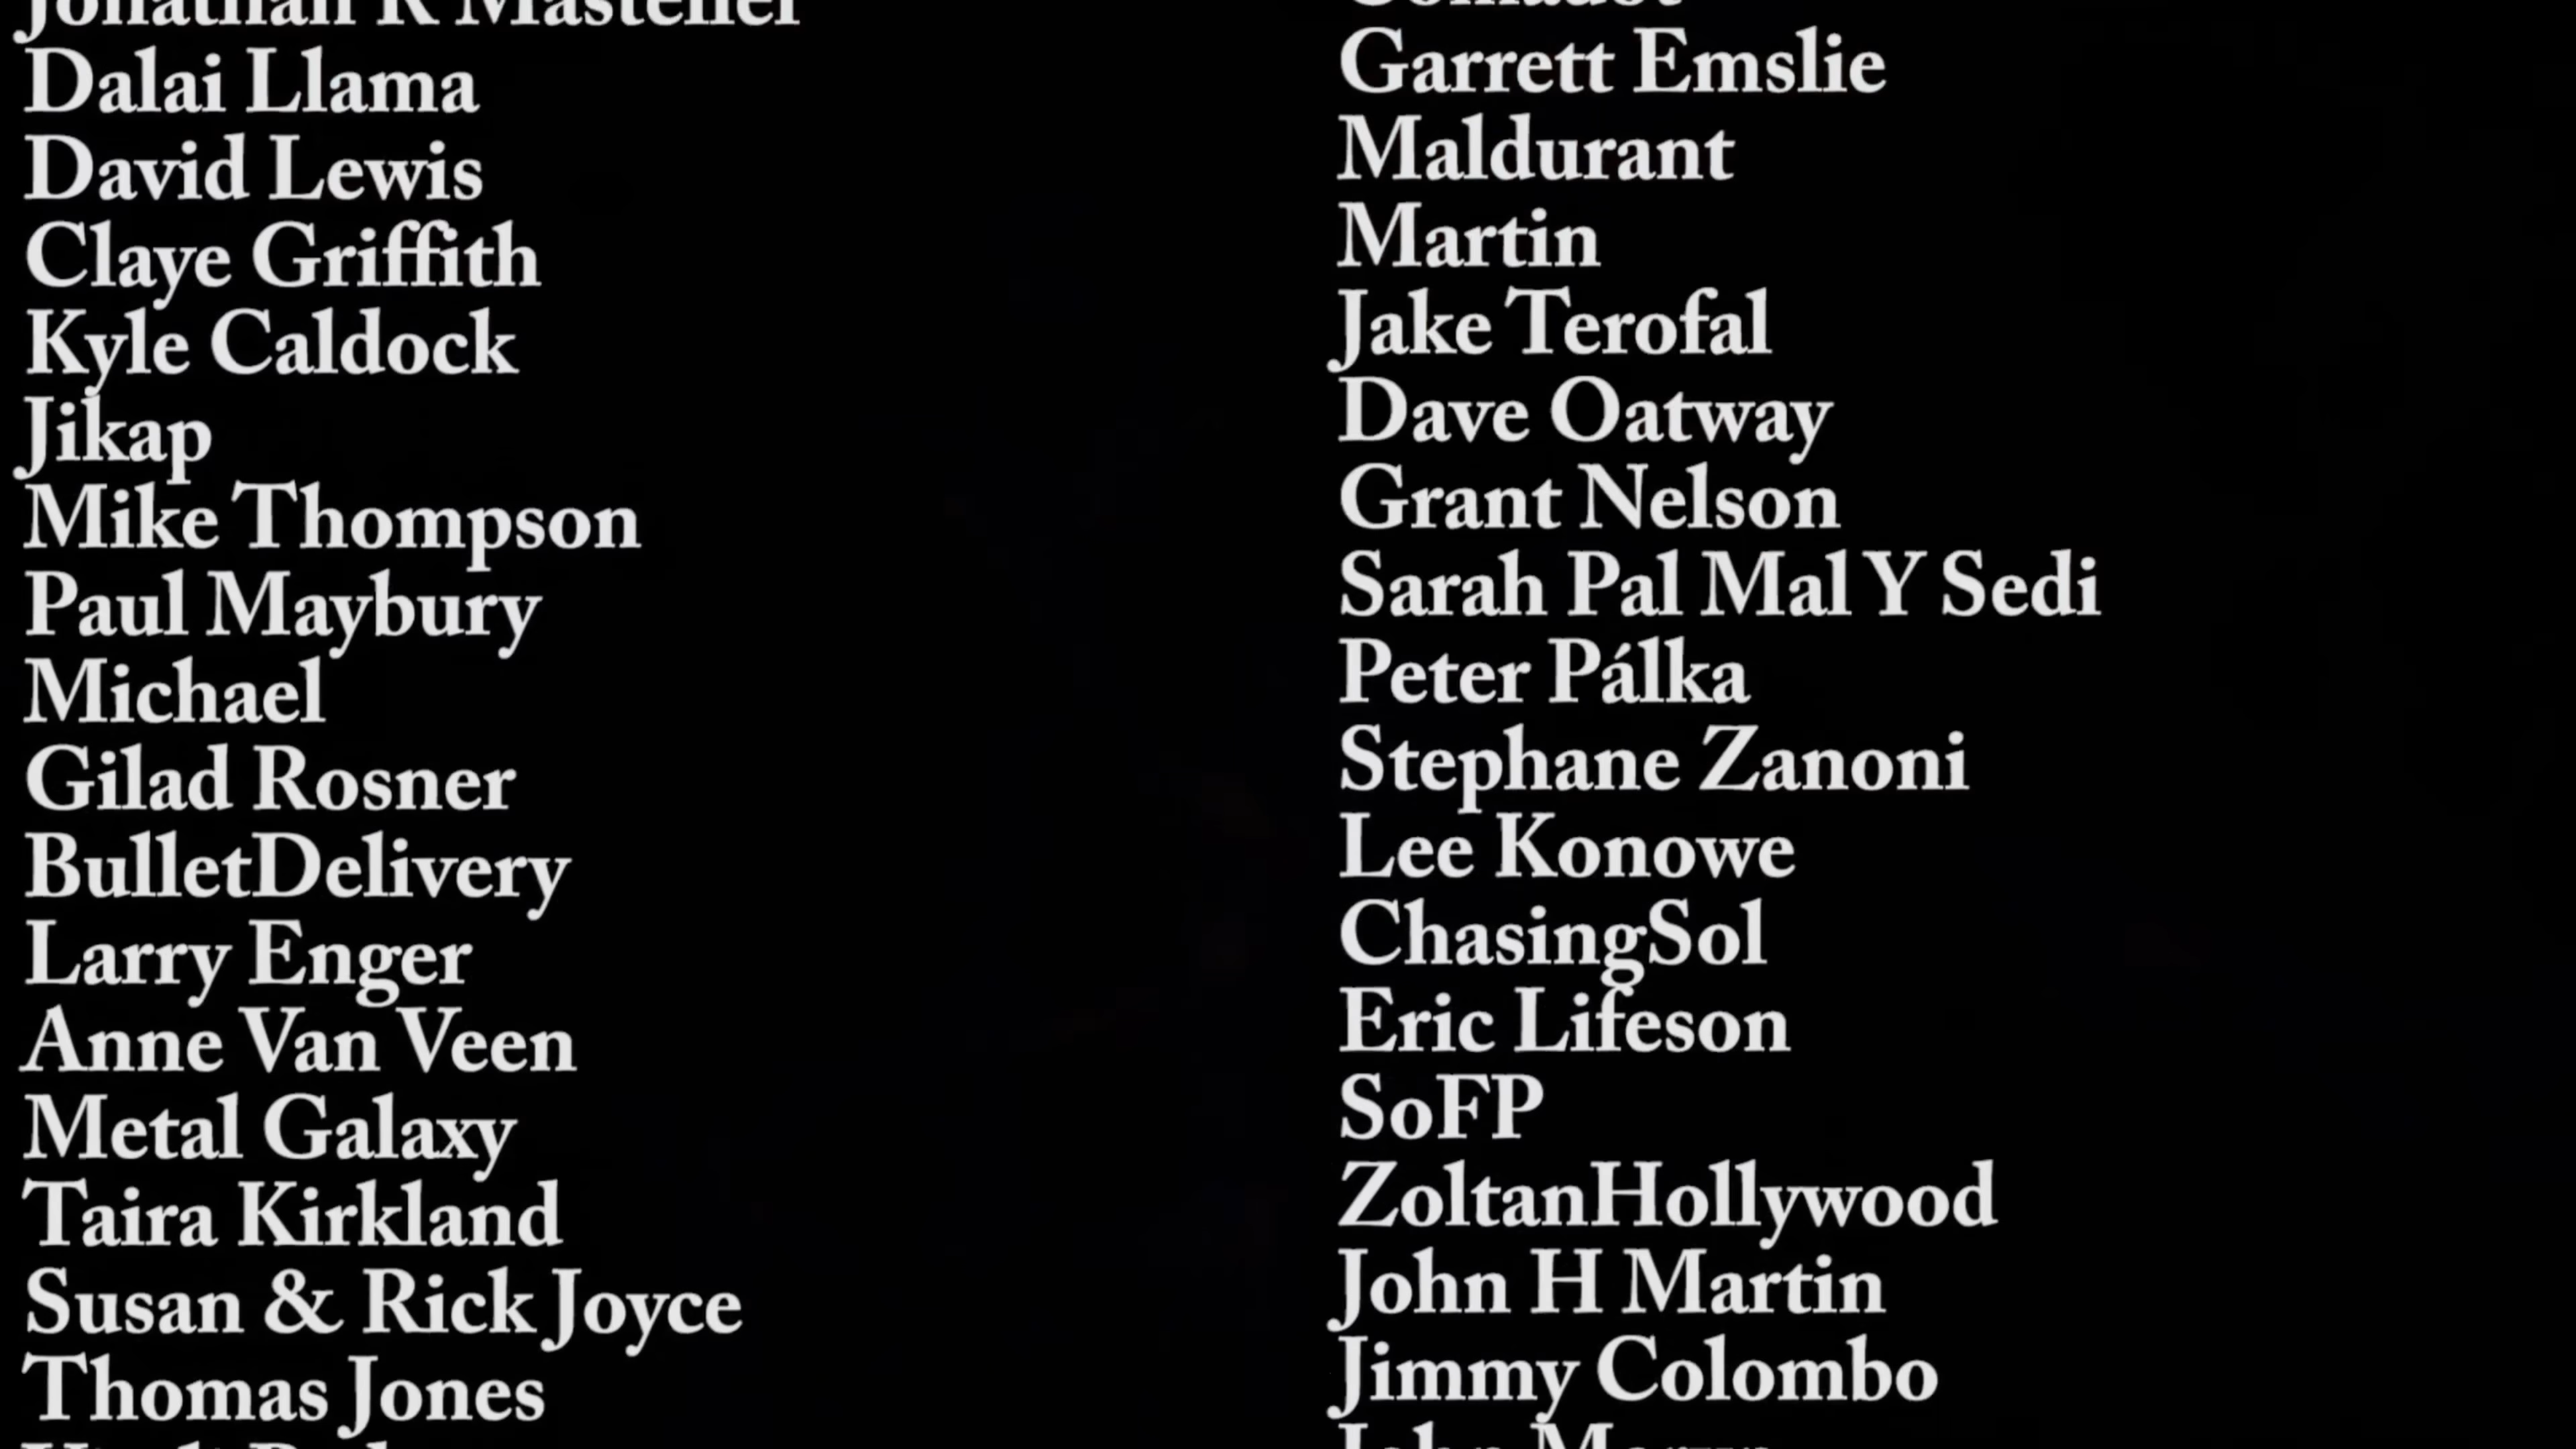 Jonathan R Masteller
Dalai Llama
David Lewis
Claye Griffith
Kyle Caldock
Jikap
Mike Thompson
Paul Maybury
Michael
Gilad Rosner
BulletDelivery
Larry Enger
Anne Van Veen
Metal Galaxy
Taira Kirkland
Susan & Rick Joyce
Thomas Jones
Garrett Emslie
Maldurant
Martin
Jake Terofal
Dave Oatway
Grant Nelson
Sarah Pal Mal Y Sedi
Peter Pálka
Stephane Zanoni
Lee Konowe
ChasingSol
Eric Lifeson
SoFP
ZoltanHollywood
John H Martin
Jimmy Colombo
John